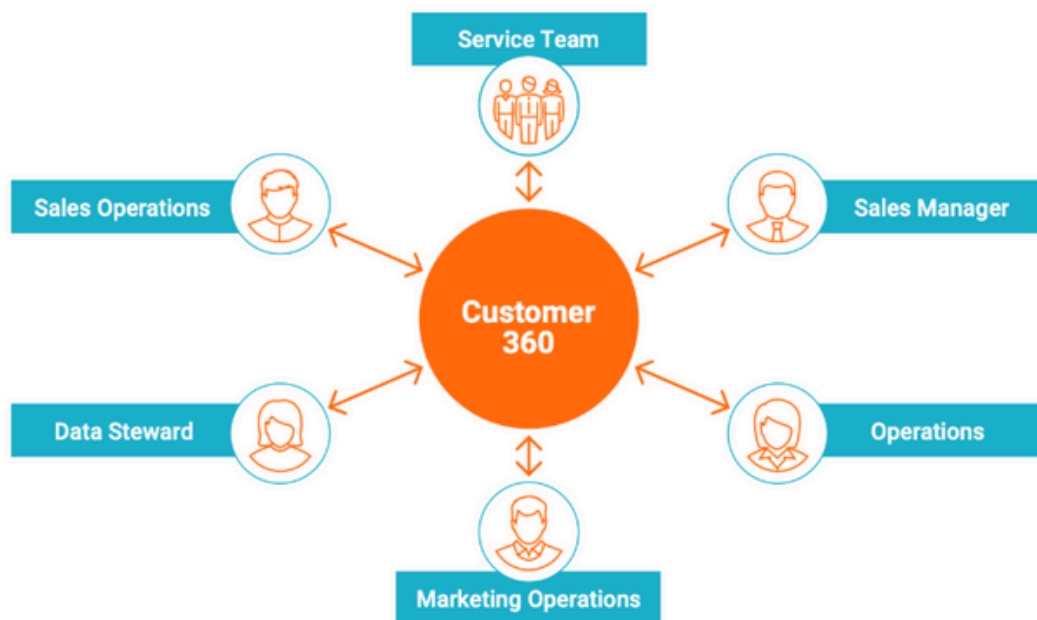 Service Team
Sales Operations
Sales Manager
Customer
360
Data Steward
Operations
Marketing Operations